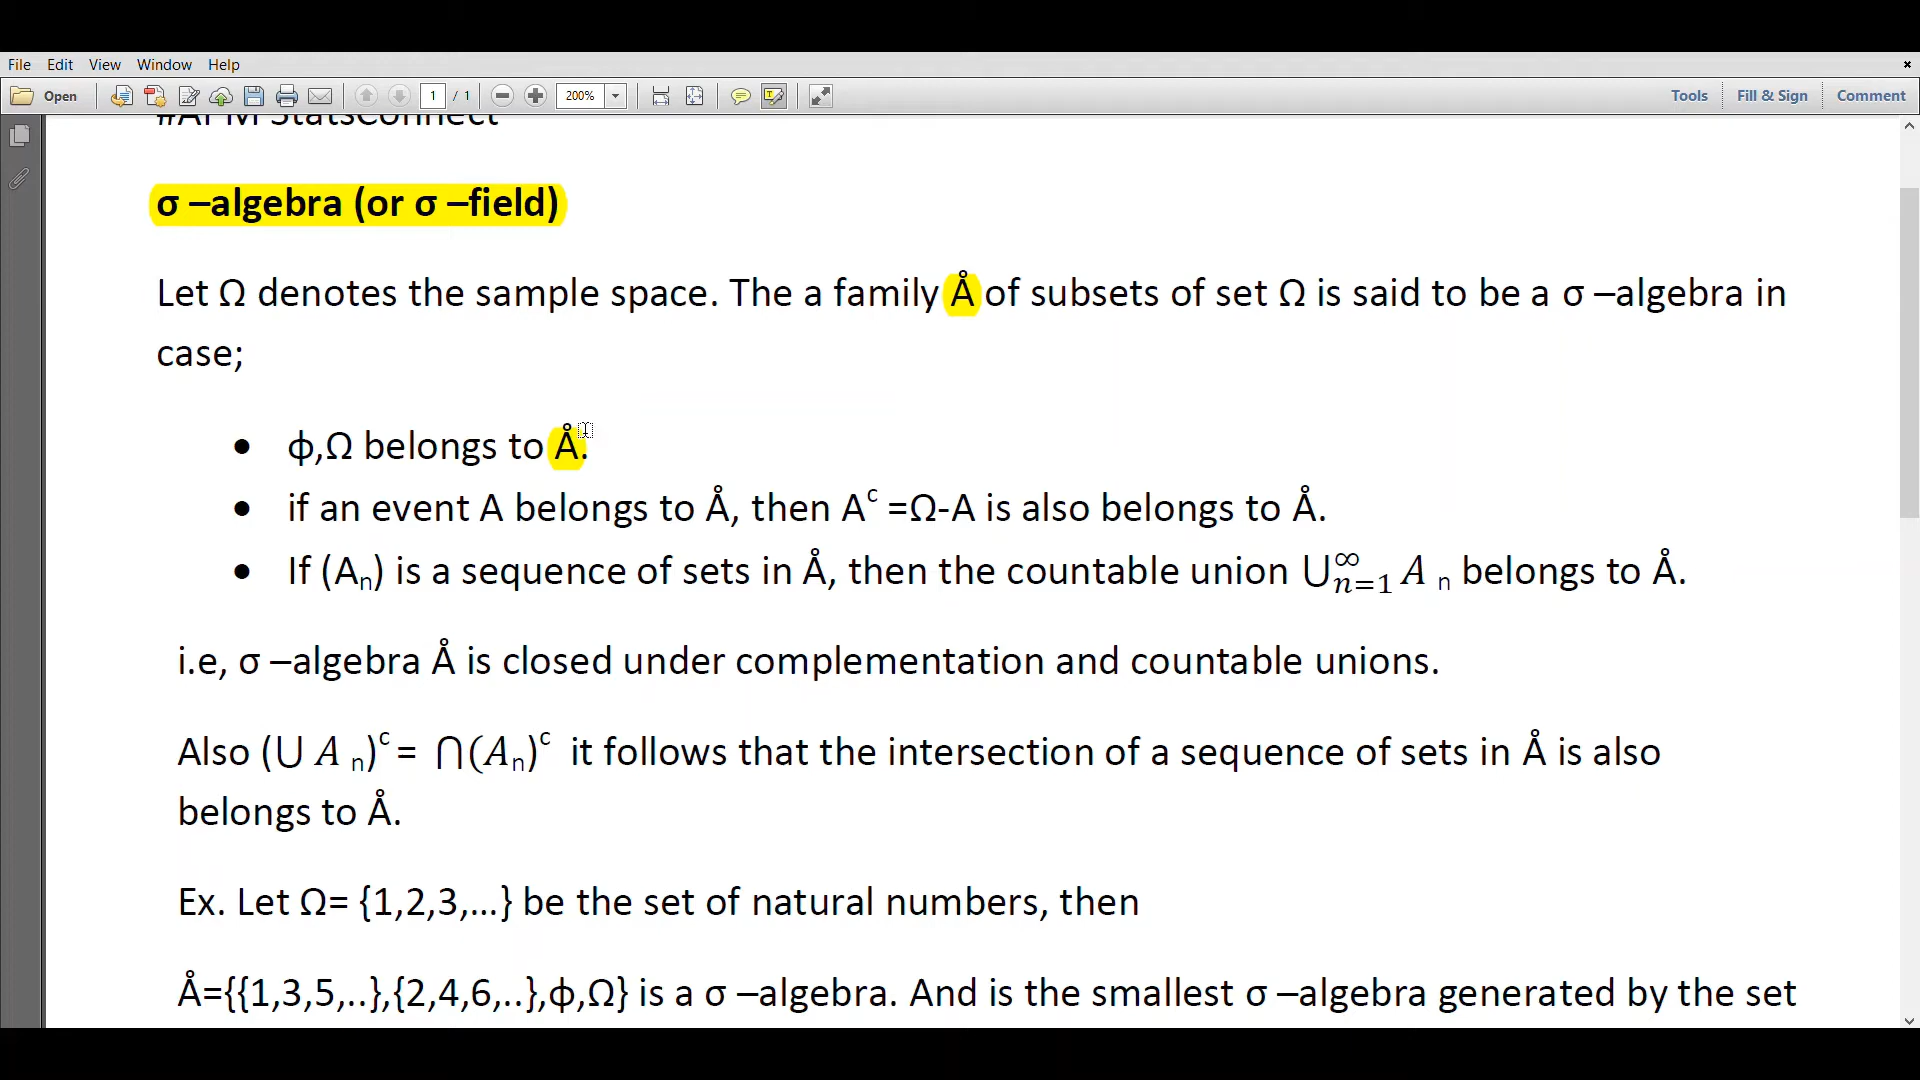 File Edit View Window Help
Open 1 / 1 200% Tools Fill & Sign Comment
σ –algebra (or σ –field)
Let Ω denotes the sample space. The a family Å of subsets of set Ω is said to be a σ –algebra in
case;
• ф,Ω belongs to Å.
• if an event A belongs to Å, then Aᶜ =Ω-A is also belongs to Å.
• If (Aₙ) is a sequence of sets in Å, then the countable union ⋃_{n=1}^{∞} A ₙ belongs to Å.
i.e, σ –algebra Å is closed under complementation and countable unions.
Also (⋃ A ₙ)ᶜ = ⋂(Aₙ)ᶜ it follows that the intersection of a sequence of sets in Å is also
belongs to Å.
Ex. Let Ω= {1,2,3,...} be the set of natural numbers, then
Å={{1,3,5,..},{2,4,6,..},ф,Ω} is a σ –algebra. And is the smallest σ –algebra generated by the set